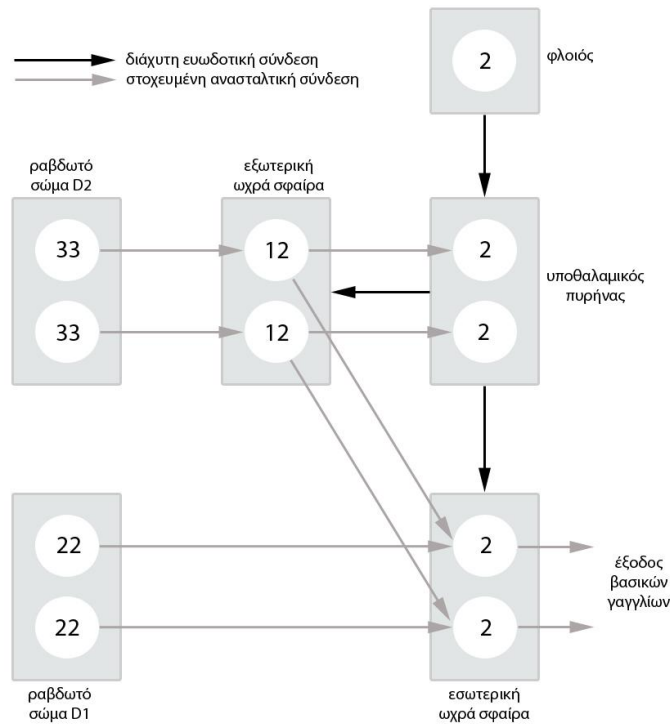 διάχυτη ευωδοτική σύνδεση
στοχευμένη ανασταλτική σύνδεση
2
φλοιός
ραβδωτό
σώμα D2
εξωτερική
ωχρά σφαίρα
33
12
2
33
12
2
υποθαλαμικός
πυρήνας
22
2
22
2
έξοδος
βασικών
γαγγλίων
ραβδωτό
σώμα D1
εσωτερική
ωχρά σφαίρα